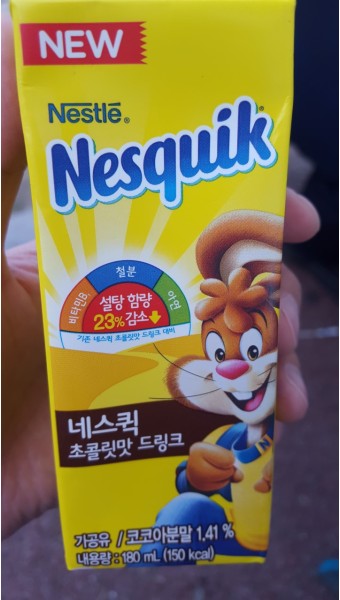 NEW
Nestlé®
Nesquik®
비타민B₂ 철분 아연
설탕 함량
23% 감소
기존 네스퀵 초콜릿맛 드링크 대비
네스퀵
초콜릿맛 드링크
가공유 / 코코아분말 1.41 %
내용량 : 180 mL (150 kcal)